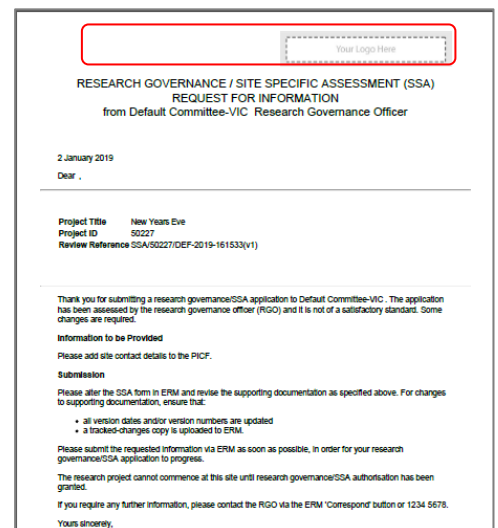 Your Logo Here
RESEARCH GOVERNANCE / SITE SPECIFIC ASSESSMENT (SSA)
REQUEST FOR INFORMATION
from Default Committee-VIC Research Governance Officer
2 January 2019
Dear ,
Project Title New Years Eve
Project ID 50227
Review Reference SSA/50227/DEF-2019-161533(v1)
Thank you for submitting a research governance/SSA application to Default Committee-VIC . The application
has been assessed by the research governance officer (RGO) and it is not of a satisfactory standard. Some
changes are required.
Information to be Provided
Please add site contact details to the PICF.
Submission
Please alter the SSA form in ERM and revise the supporting documentation as specified above. For changes
to supporting documentation, ensure that:
• all version dates and/or version numbers are updated
• a tracked-changes copy is uploaded to ERM.
Please submit the requested information via ERM as soon as possible, in order for your research
governance/SSA application to progress.
The research project cannot commence at this site until research governance/SSA authorisation has been
granted.
If you require any further information, please contact the RGO via the ERM 'Correspond' button or 1234 5678.
Yours sincerely,